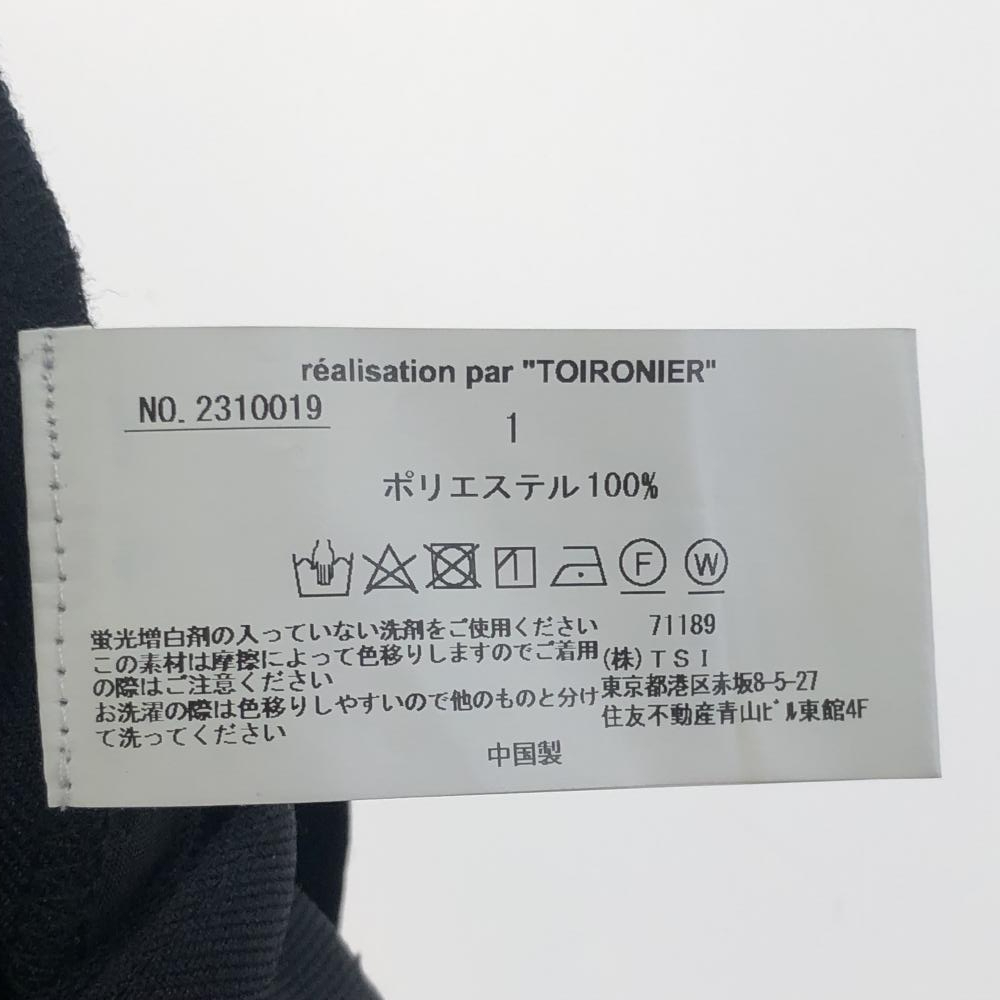 réalisation par "TOIRONIER"
NO. 2310019
1
ポリエステル100%
F W
蛍光増白剤の入っていない洗剤をご使用ください
この素材は摩擦によって色移りしますのでご着用
の際はご注意ください
お洗濯の際は色移りしやすいので他のものと分け
て洗ってください
71189
(株)TSI
東京都港区赤坂8-5-27
住友不動産青山ビル東館4F
中国製